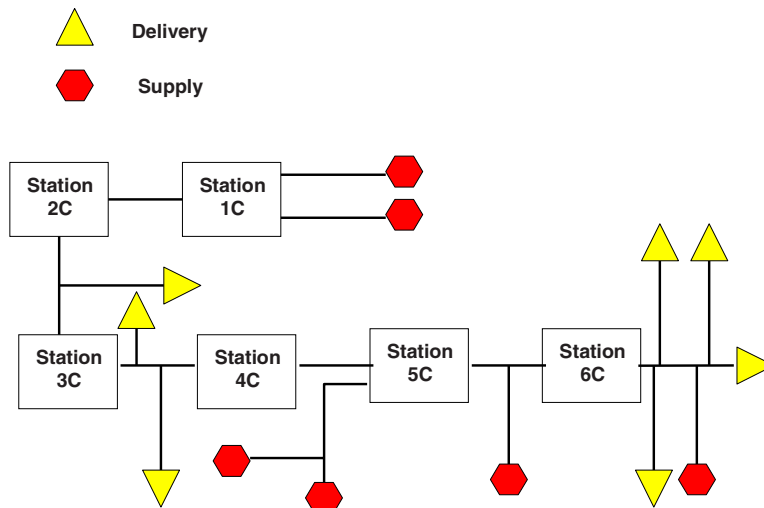 Delivery
Supply
Station
2C
Station
1C
Station
3C
Station
4C
Station
5C
Station
6C